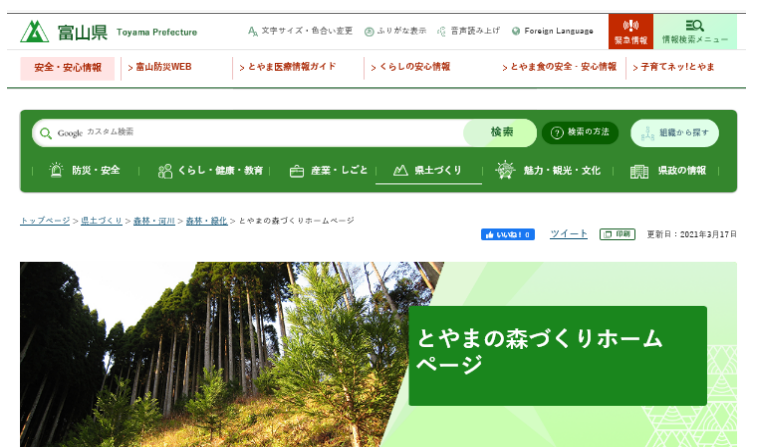 富山県 Toyama Prefecture
文字サイズ・色合い変更 ふりがな表示 音声読み上げ Foreign Language 緊急情報 情報検索メニュー
安全・安心情報 > 富山防災WEB > とやま医療情報ガイド > くらしの安心情報 > とやま食の安全・安心情報 > 子育てネッ!とやま
Google カスタム検索 検索 ? 検索の方法 組織から探す
防災・安全 くらし・健康・教育 産業・しごと 県土づくり 魅力・観光・文化 県政の情報
トップページ > 県土づくり > 森林・河川 > 森林・緑化 > とやまの森づくりホームページ
いいね! 0 ツイート 印刷 更新日:2021年3月17日
とやまの森づくりホーム
ページ